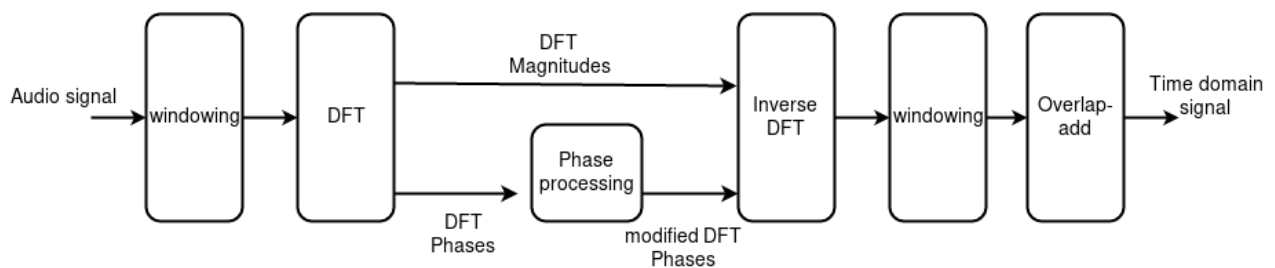 Audio signal
windowing
DFT
DFT
Magnitudes
DFT
Phases
Phase
processing
modified DFT
Phases
Inverse
DFT
windowing
Overlap-
add
Time domain
signal